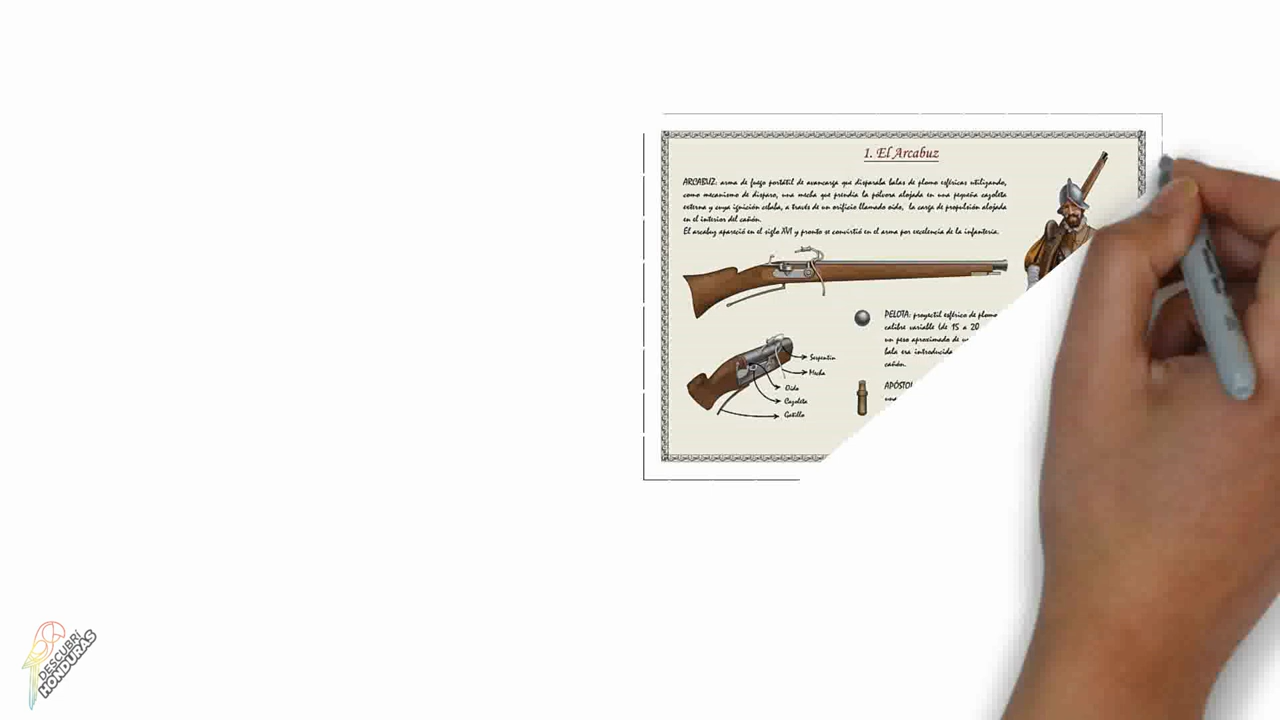 1. El Arcabuz
ARCABUZ: arma de fuego portátil de avancarga que disparaba balas de plomo esféricas utilizando,
como mecanismo de disparo, una mecha que prendía la pólvora alojada en una pequeña cazoleta
externa y cuya ignición cebaba, a través de un orificio llamado oído, la carga de propulsión alojada
en el interior del cañón.
El arcabuz apareció en el siglo XVI y pronto se convirtió en el arma por excelencia de la infantería.
PELOTA: proyectil esférico de plomo
calibre variable (de 15 a 20
un peso aproximado de
bala era introducida
cañón.
Serpentín
Mecha
Oído
Cazoleta
Gatillo
una
DESCUBRÍ
HONDURAS